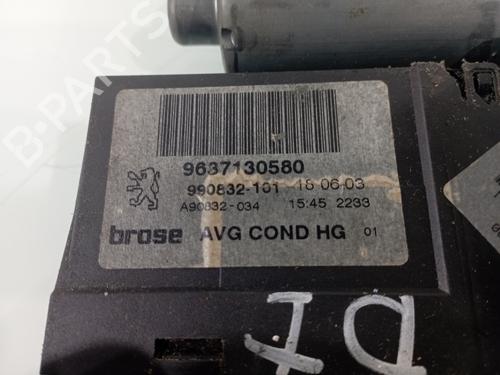 B-PARTS
9637130580
990832-101 18 06 03
A90832-034 15:45 2233
brose AVG COND HG 01